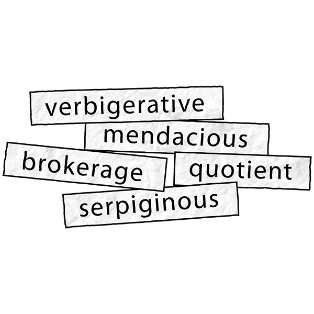 verbigerative
mendacious
brokerage
quotient
serpiginous